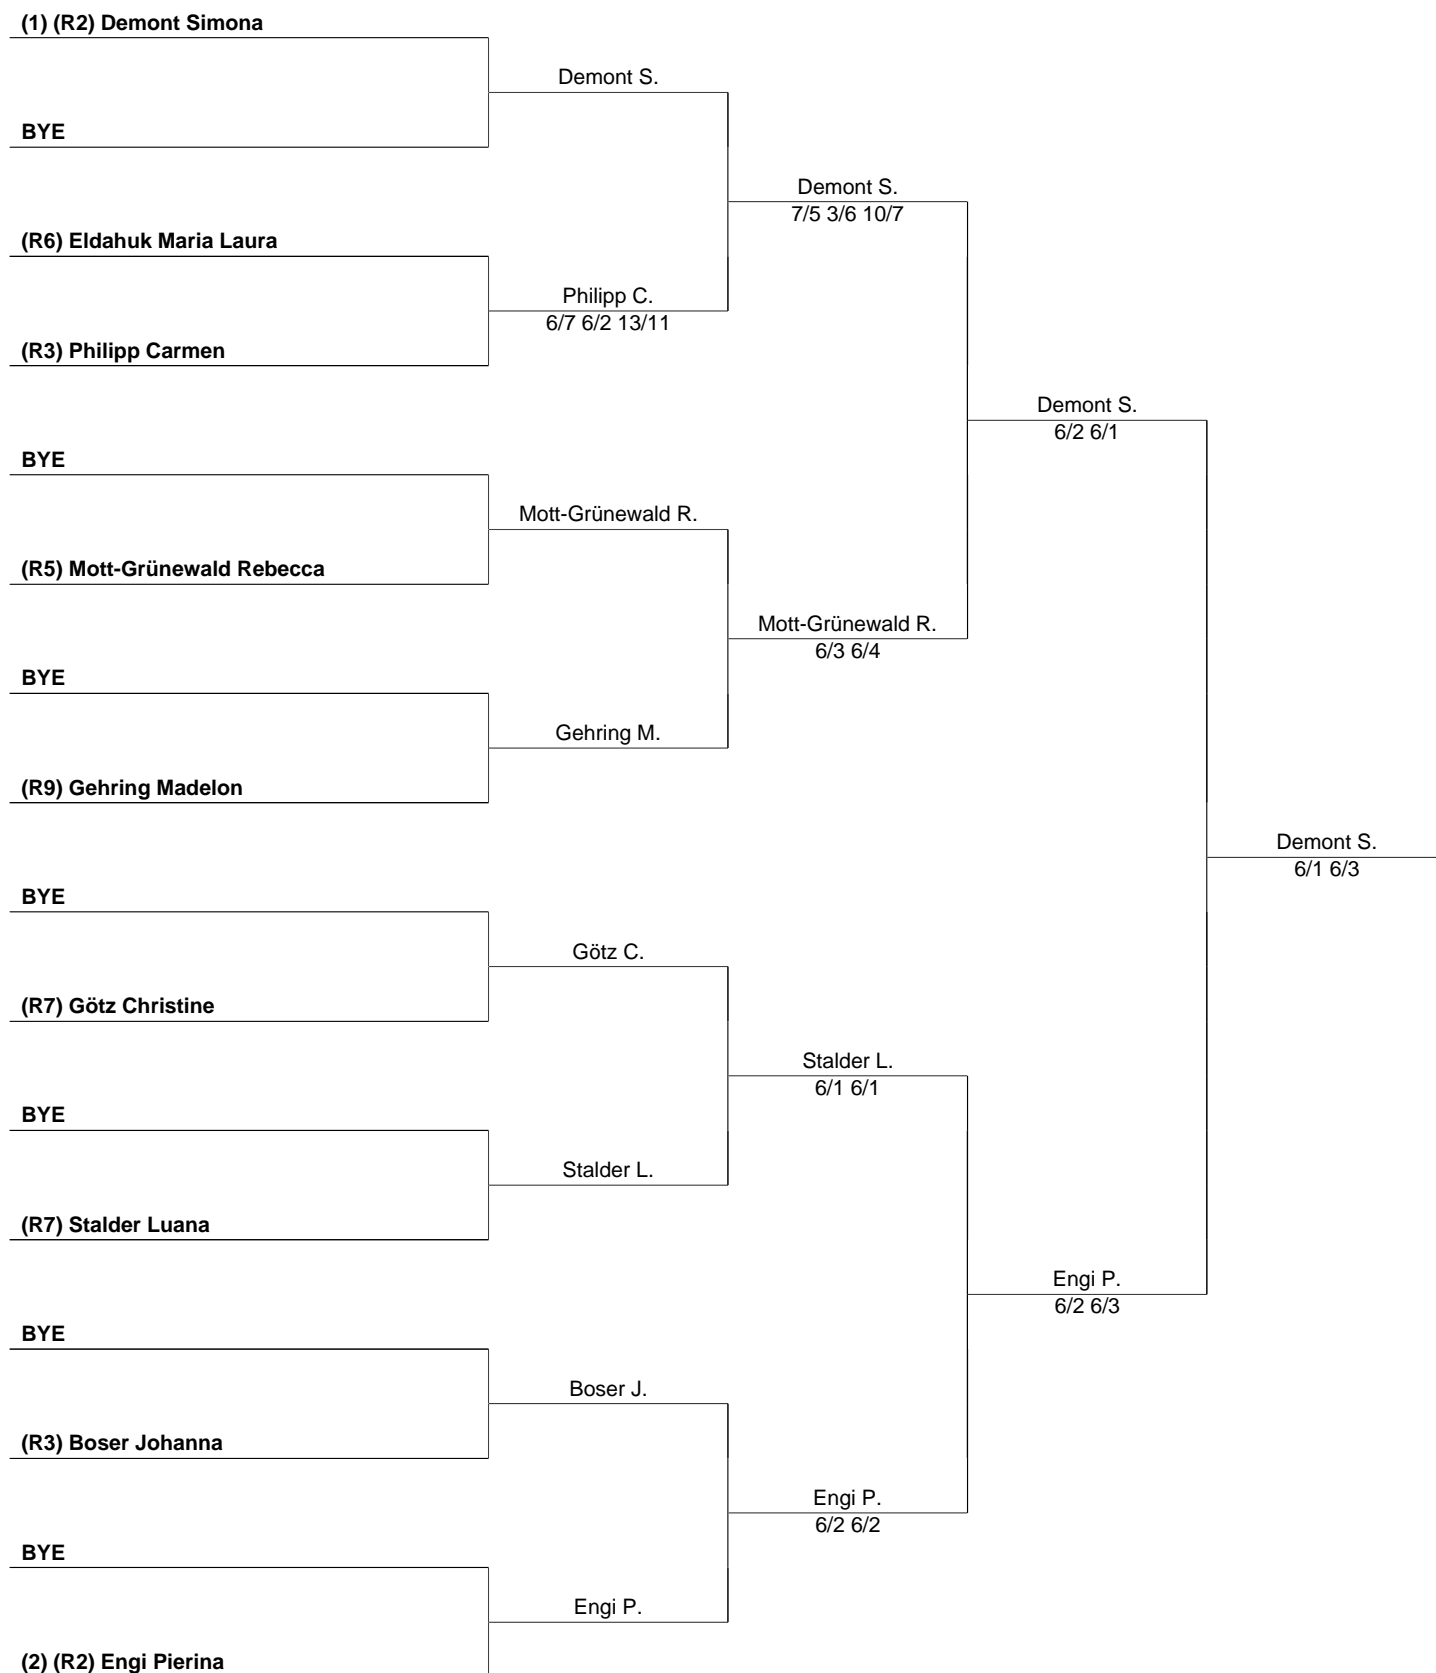 (1) (R2) Demont Simona
Demont S.
BYE
Demont S.
7/5 3/6 10/7
(R6) Eldahuk Maria Laura
Philipp C.
6/7 6/2 13/11
(R3) Philipp Carmen
Demont S.
6/2 6/1
BYE
Mott-Grünewald R.
(R5) Mott-Grünewald Rebecca
Mott-Grünewald R.
6/3 6/4
BYE
Gehring M.
(R9) Gehring Madelon
Demont S.
6/1 6/3
BYE
Götz C.
(R7) Götz Christine
Stalder L.
6/1 6/1
BYE
Stalder L.
(R7) Stalder Luana
Engi P.
6/2 6/3
BYE
Boser J.
(R3) Boser Johanna
Engi P.
6/2 6/2
BYE
Engi P.
(2) (R2) Engi Pierina